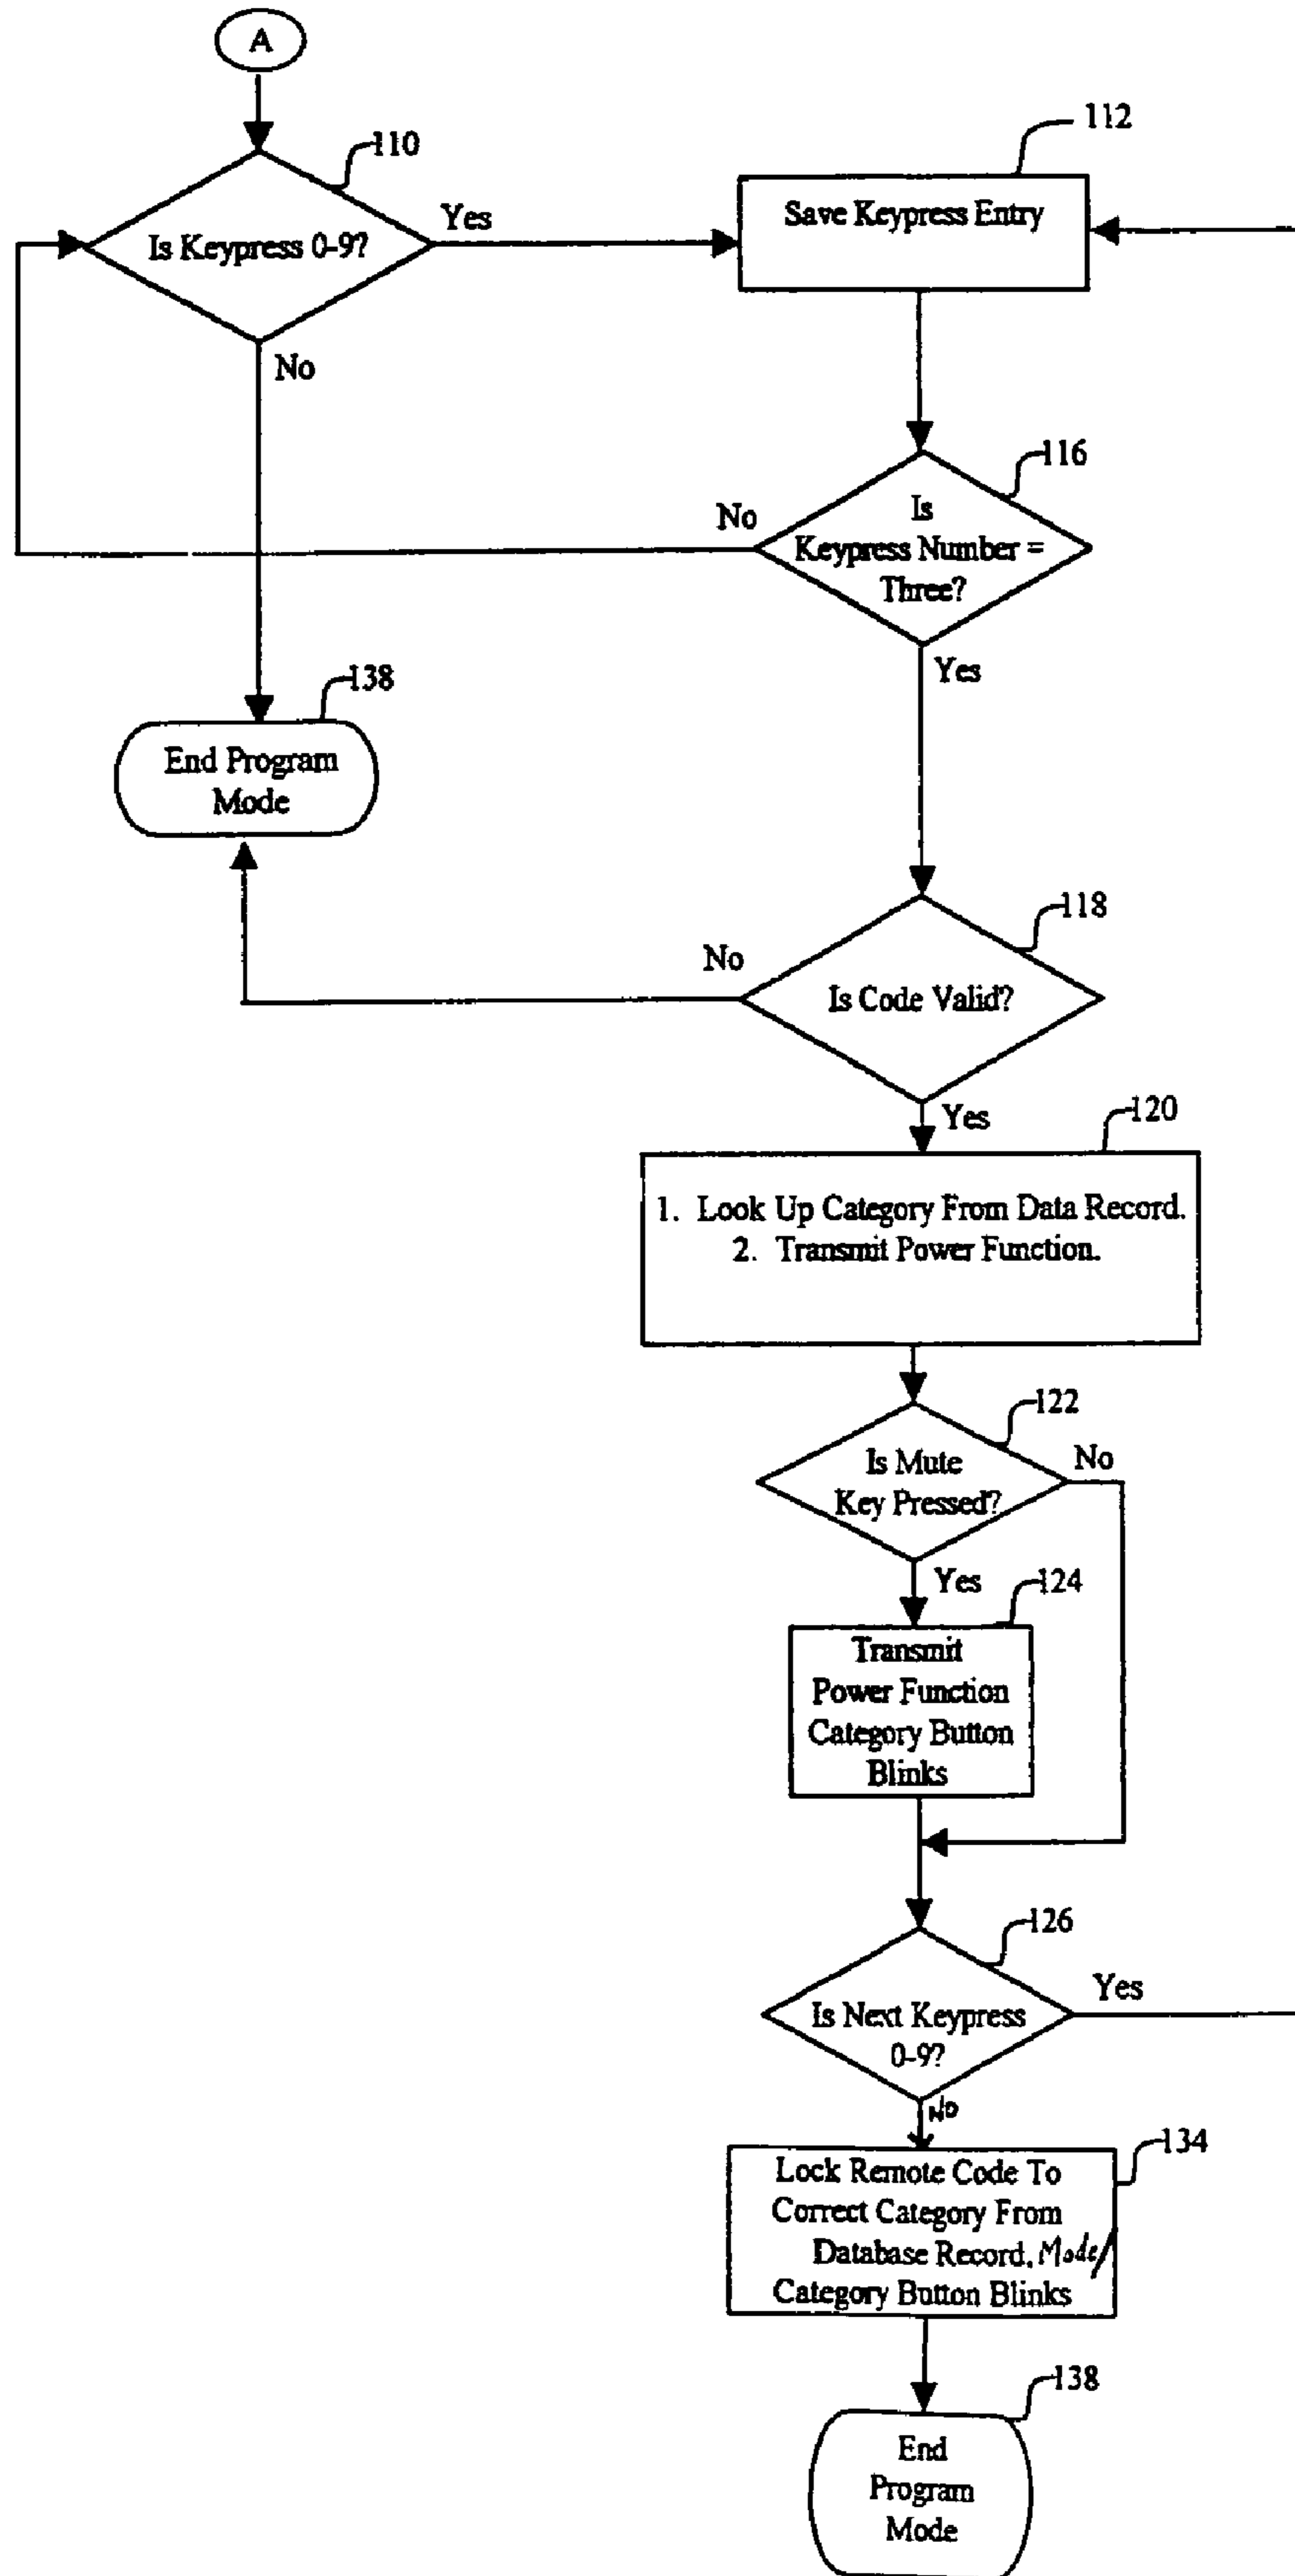 A
110
Is Keypress 0-9?
Yes
No
112
Save Keypress Entry
116
Is
Keypress Number =
Three?
No
Yes
138
End Program
Mode
118
Is Code Valid?
No
Yes
120
1. Look Up Category From Data Record.
2. Transmit Power Function.
122
Is Mute
Key Pressed?
No
Yes
124
Transmit
Power Function
Category Button
Blinks
126
Is Next Keypress
0-9?
Yes
No
134
Lock Remote Code To
Correct Category From
Database Record. Mode/
Category Button Blinks
138
End
Program
Mode